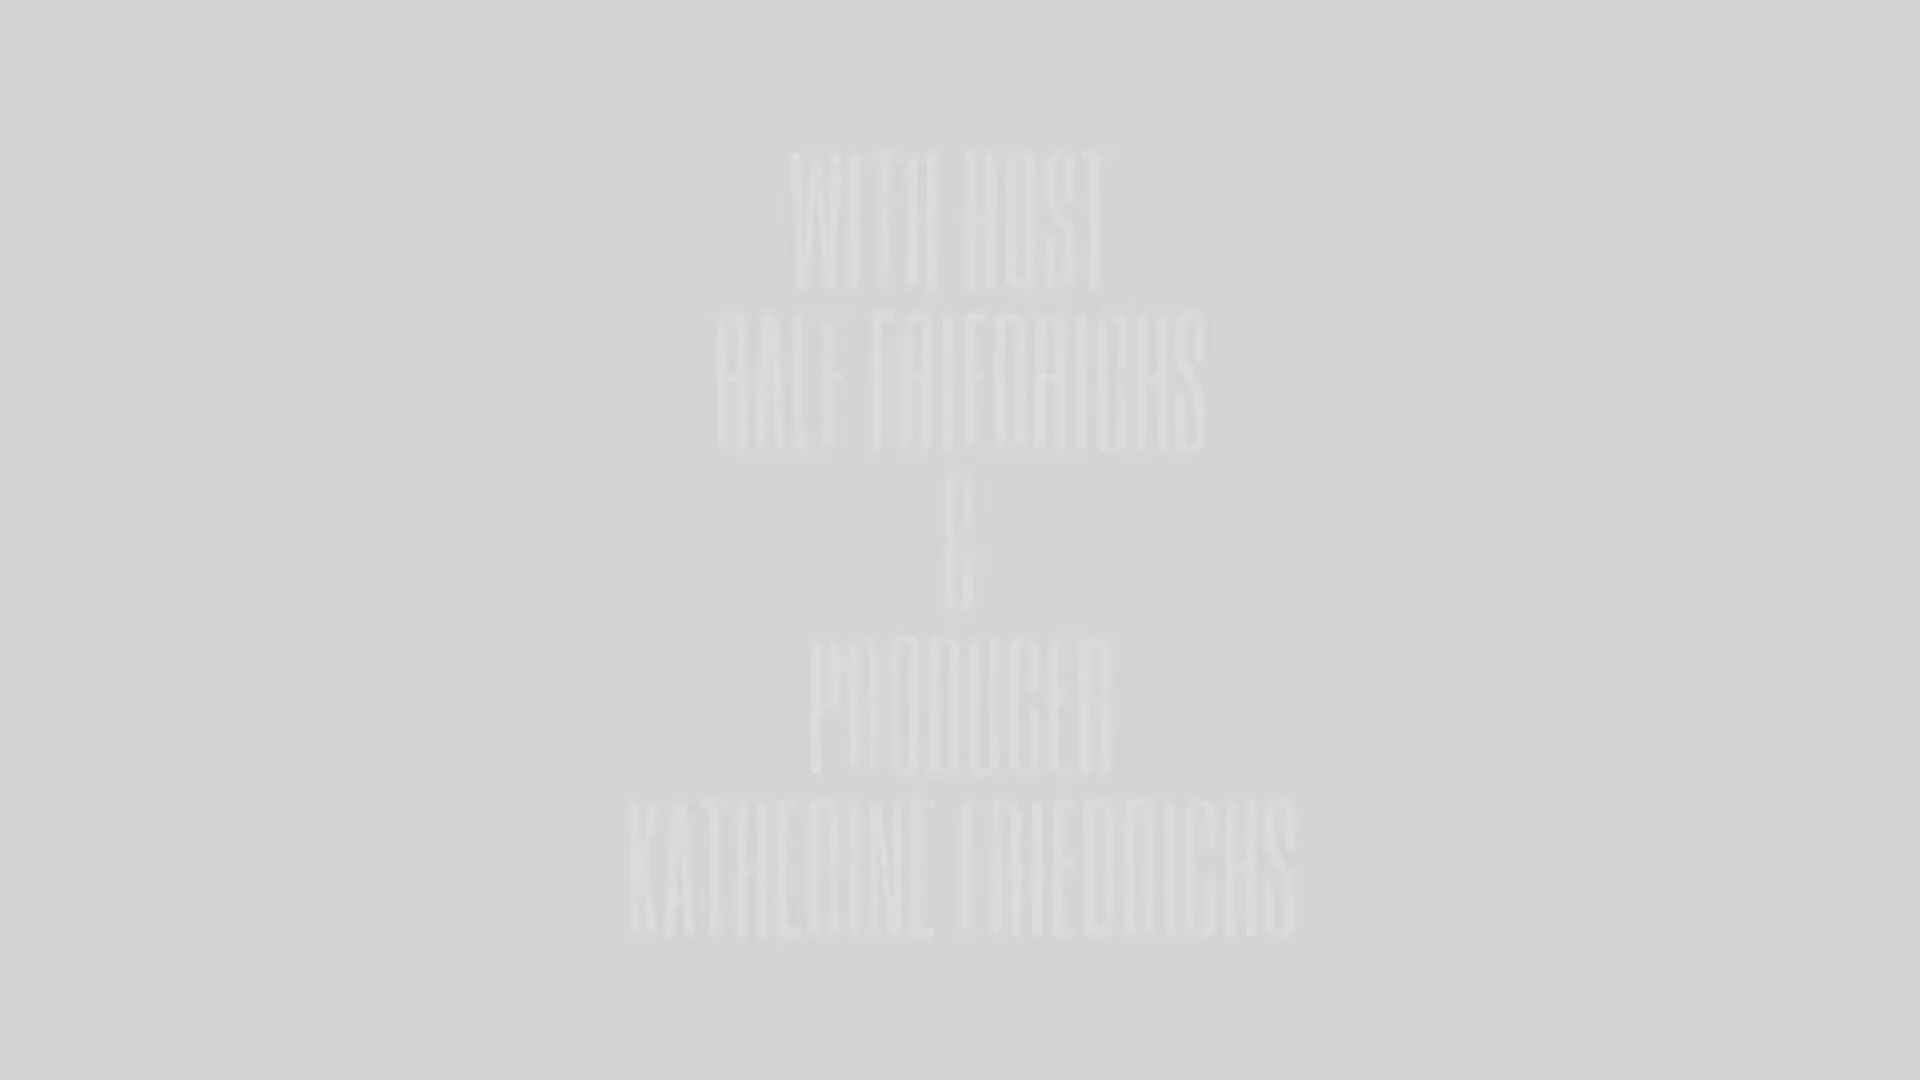 WITH HOST
RALF FRIEDRICHS
&
PRODUCER
KATHERINE FRIEDRICHS